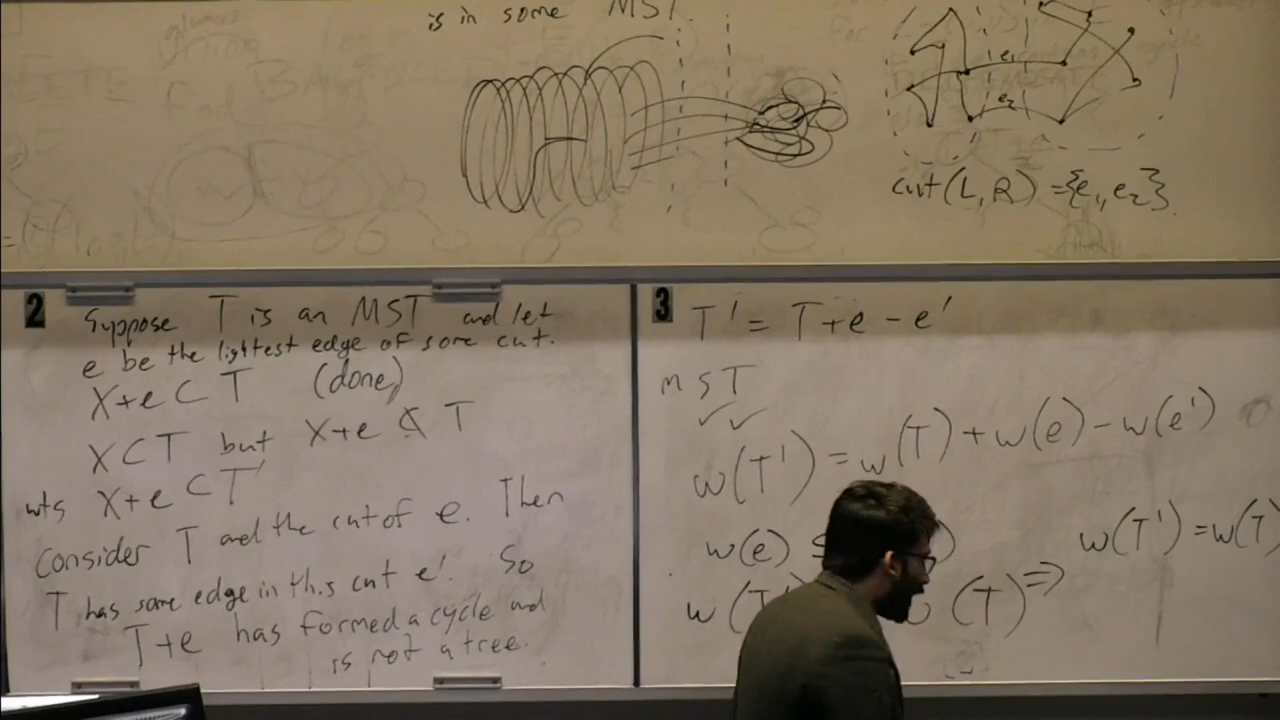 is in some MST.
e₁
e₂
cut(L, R) = {e₁, e₂}.
2
Suppose T is an MST and let
e be the lightest edge of some cut.
X+e ⊂ T (done)
X⊂T but X+e ⊄ T
wts X+e ⊂ T'
Consider T and the cut of e. Then
T has some edge in this cut e'. So
T+e has formed a cycle and
is not a tree.
3
T' = T+e - e'
MST
✓✓
w(T') = w(T) + w(e) - w(e')
w(e) ≤ )
w(T' (T) ⇒
w(T') = w(T)